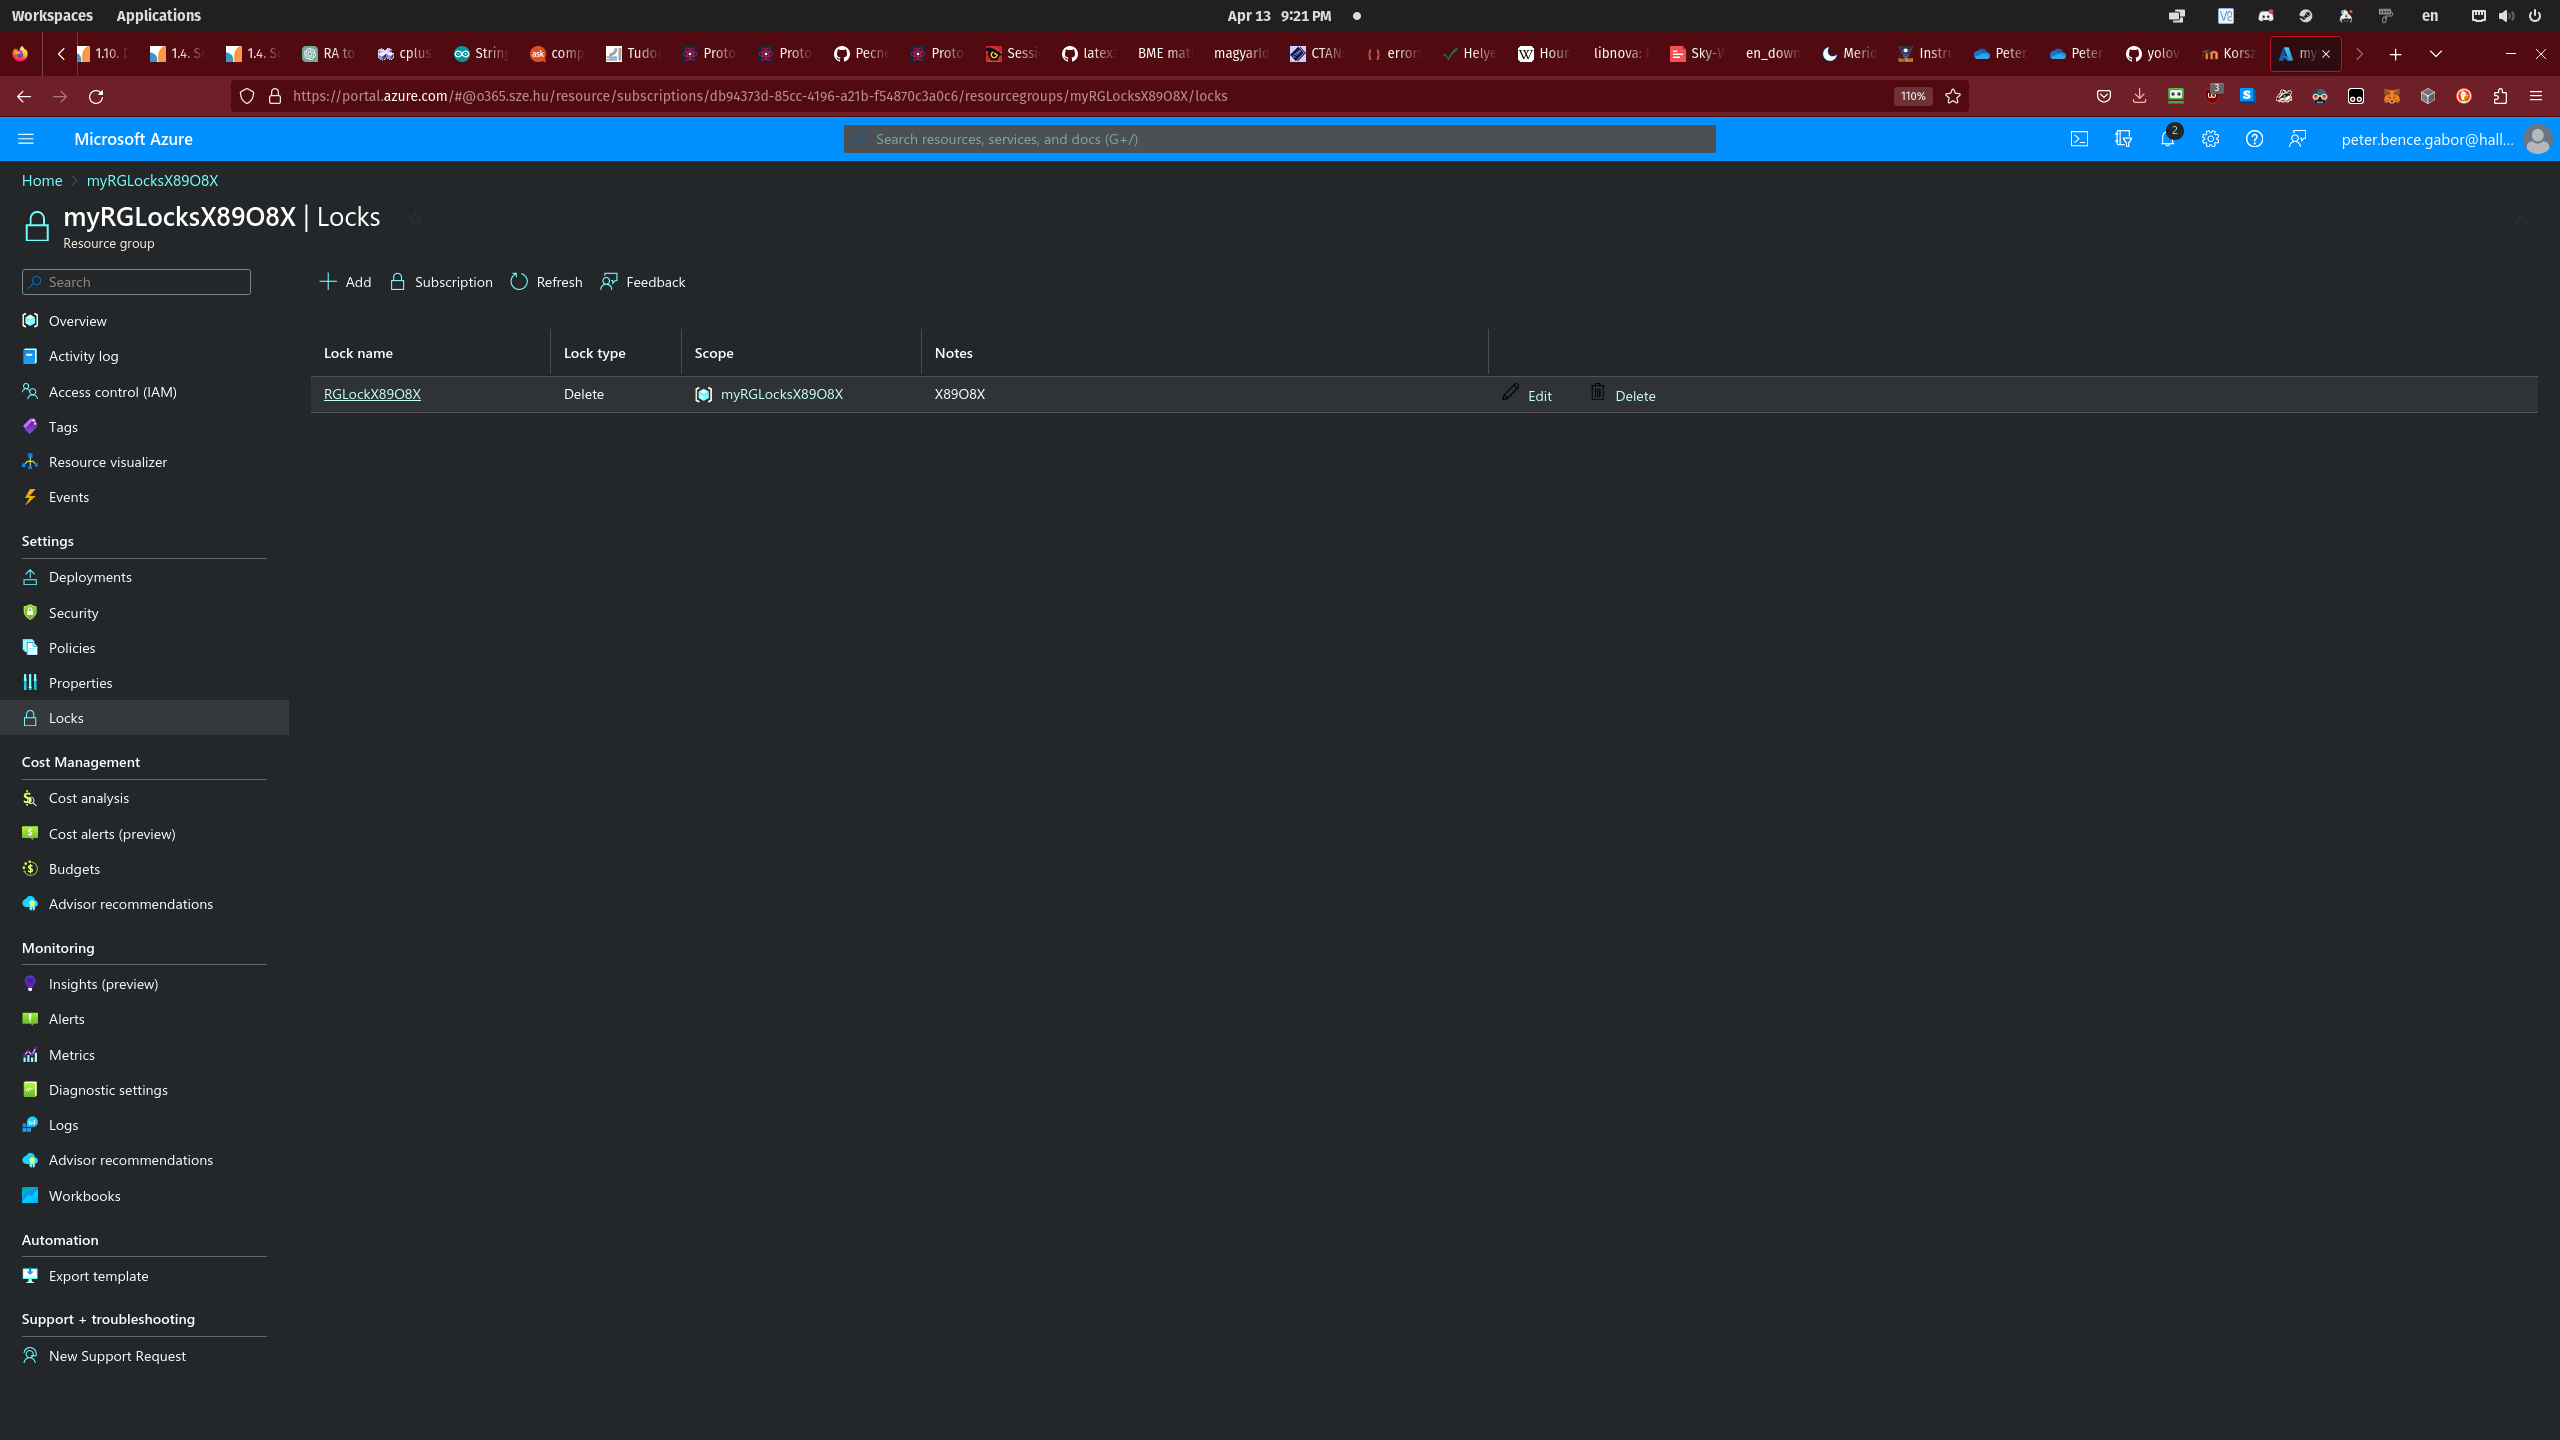 Workspaces Applications Apr 13 9:21 PM en
1.10. 1.4. 1.4. RA to cplus String comp Tudo Proto Proto Pecne Proto Sessi latex BME mat magyarld CTAN: errors Helye Hour libnova: Sky-W en_down Merid Instru Peter Peter yolov Korsz my
https://portal.azure.com/#@o365.sze.hu/resource/subscriptions/db94373d-85cc-4196-a21b-f54870c3a0c6/resourcegroups/myRGLocksX89O8X/locks 110% 3
Microsoft Azure Search resources, services, and docs (G+/) 2 peter.bence.gabor@hall...
Home myRGLocksX89O8X
myRGLocksX89O8X | Locks
Resource group
Search Add Subscription Refresh Feedback
Overview
Activity log
Access control (IAM)
Tags
Resource visualizer
Events
Settings
Deployments
Security
Policies
Properties
Locks
Cost Management
Cost analysis
Cost alerts (preview)
Budgets
Advisor recommendations
Monitoring
Insights (preview)
Alerts
Metrics
Diagnostic settings
Logs
Advisor recommendations
Workbooks
Automation
Export template
Support + troubleshooting
New Support Request
Lock name Lock type Scope Notes
RGLockX89O8X Delete myRGLocksX89O8X X89O8X Edit Delete